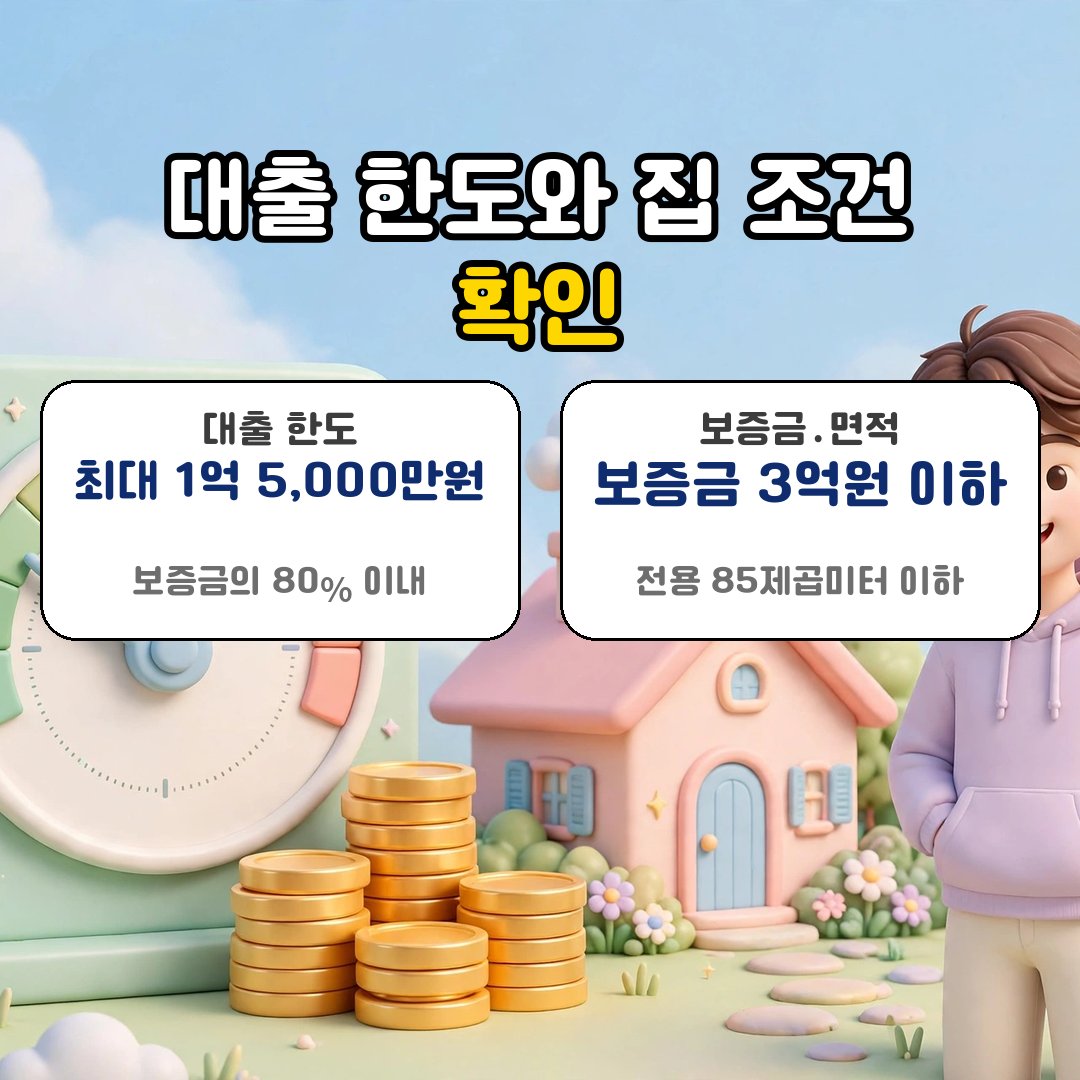 대출 한도와 집 조건
확인
대출 한도
최대 1억 5,000만원
보증금의 80% 이내
보증금.면적
보증금 3억원 이하
전용 85제곱미터 이하